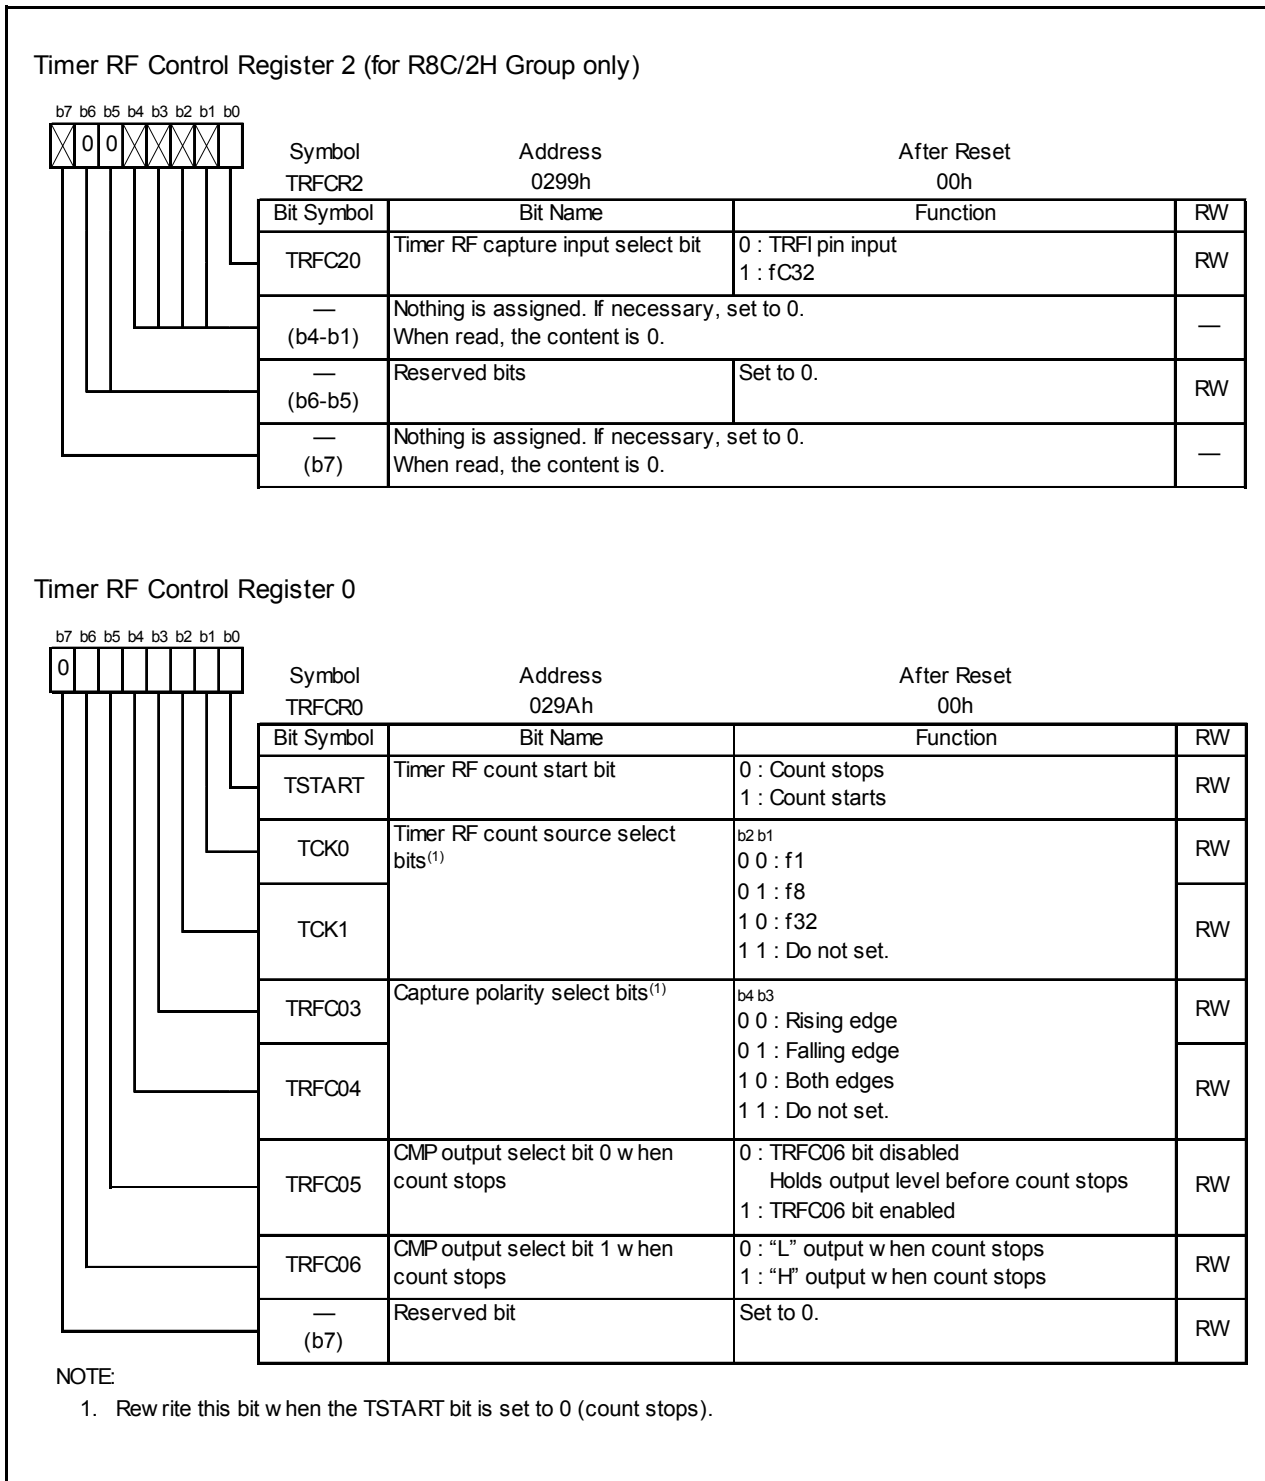 Timer RF Control Register 2 (for R8C/2H Group only)
b7 b6 b5 b4 b3 b2 b1 b0
0 0
Symbol Address After Reset
TRFCR2 0299h 00h
Bit Symbol Bit Name Function RW
TRFC20 Timer RF capture input select bit 0 : TRFI pin input RW
1 : fC32
— Nothing is assigned. If necessary, set to 0. —
(b4-b1) When read, the content is 0.
— Reserved bits Set to 0. RW
(b6-b5)
— Nothing is assigned. If necessary, set to 0. —
(b7) When read, the content is 0.
Timer RF Control Register 0
b7 b6 b5 b4 b3 b2 b1 b0
0
Symbol Address After Reset
TRFCR0 029Ah 00h
Bit Symbol Bit Name Function RW
TSTART Timer RF count start bit 0 : Count stops RW
1 : Count starts
TCK0 Timer RF count source select b2 b1 RW
bits(1) 0 0 : f1
0 1 : f8
TCK1 1 0 : f32 RW
1 1 : Do not set.
TRFC03 Capture polarity select bits(1) b4 b3 RW
0 0 : Rising edge
0 1 : Falling edge
TRFC04 1 0 : Both edges RW
1 1 : Do not set.
CMP output select bit 0 when 0 : TRFC06 bit disabled
TRFC05 count stops Holds output level before count stops RW
1 : TRFC06 bit enabled
TRFC06 CMP output select bit 1 when 0 : “L” output when count stops RW
count stops 1 : “H” output when count stops
— Reserved bit Set to 0. RW
(b7)
NOTE:
1. Rewrite this bit when the TSTART bit is set to 0 (count stops).